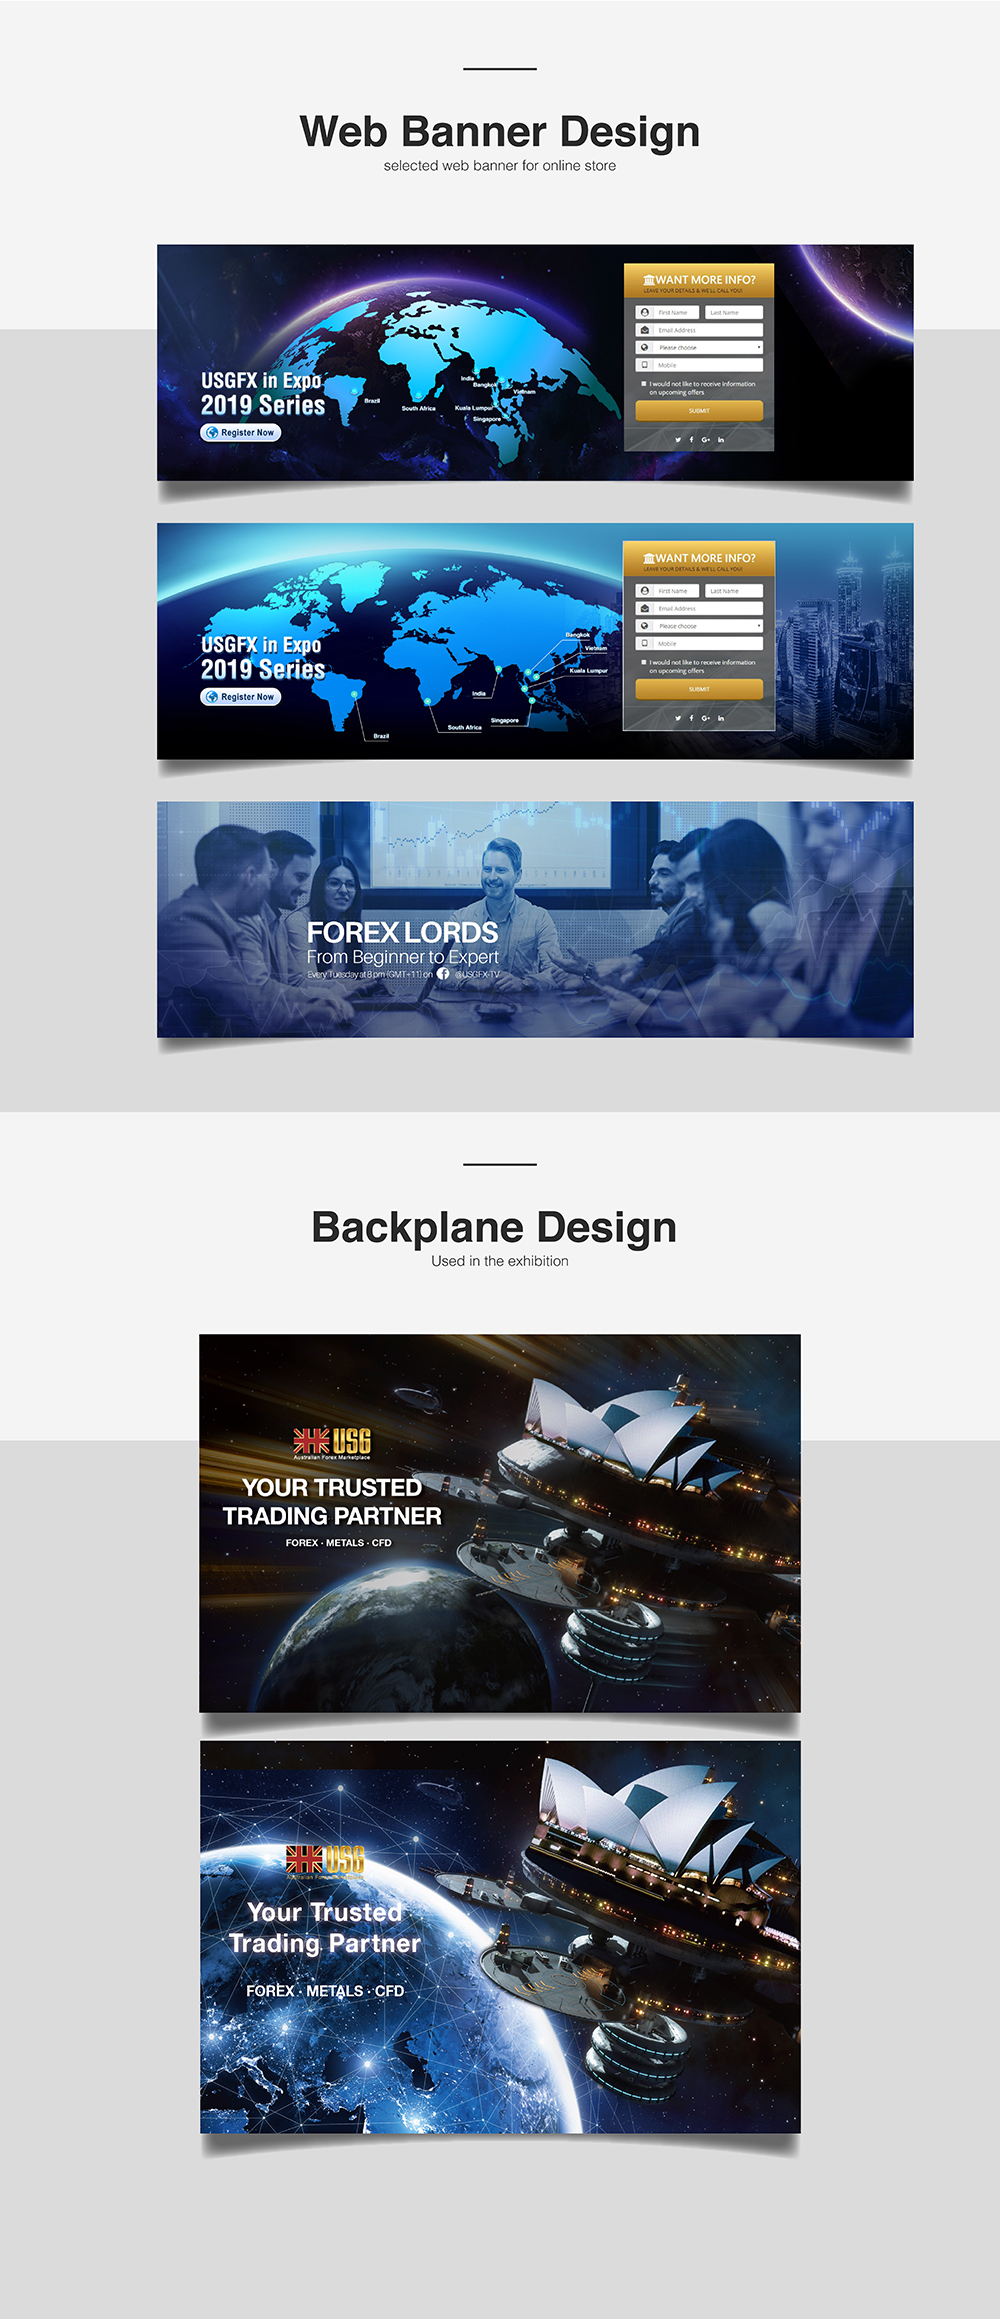 Web Banner Design
selected web banner for online store
USGFX in Expo
2019 Series
Register Now
Brazil
South Africa
India
Bangkok
Vietnam
Kuala Lumpur
Singapore
WANT MORE INFO?
LEAVE YOUR DETAILS & WE'LL CALL YOU!
First Name
Last Name
Email Address
Please choose
Mobile
I would not like to receive information
on upcoming offers
SUBMIT
USGFX in Expo
2019 Series
Register Now
Brazil
South Africa
India
Singapore
Bangkok
Vietnam
Kuala Lumpur
WANT MORE INFO?
LEAVE YOUR DETAILS & WE'LL CALL YOU!
First Name
Last Name
Email Address
Please choose
Mobile
I would not like to receive information
on upcoming offers
SUBMIT
FOREX LORDS
From Beginner to Expert
Every Tuesday at 8 pm (GMT+11) on @USGFX-TV
Backplane Design
Used in the exhibition
USG
Australian Forex Marketplace
YOUR TRUSTED
TRADING PARTNER
FOREX · METALS · CFD
USG
Your Trusted
Trading Partner
FOREX · METALS · CFD